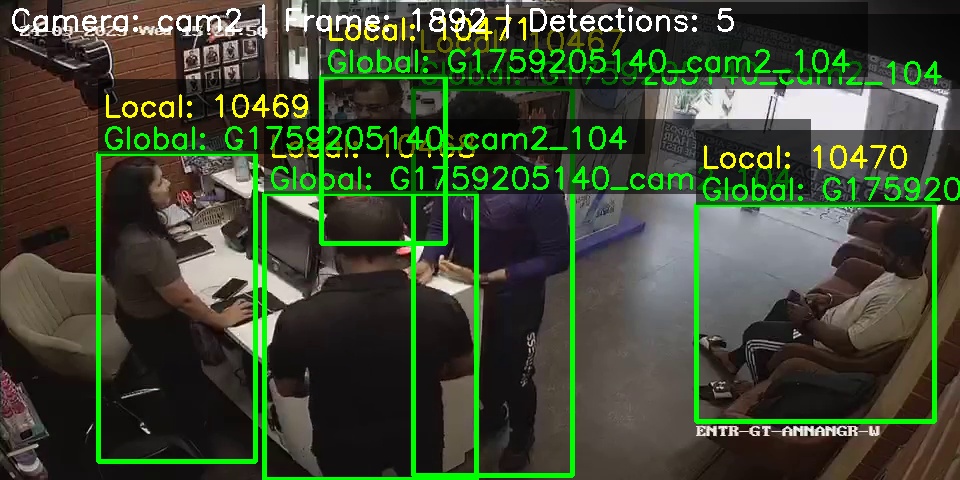 Camera: cam2 | Frame: 1892 | Detections: 5
Local: 10471
Global: G1759205140_cam2_104
Local: 10469
Global: G1759205140_cam2_104
Global: G1759205140_cam
Local: 10470
Global: G175920
ENTR-GT-ANNANGR-W